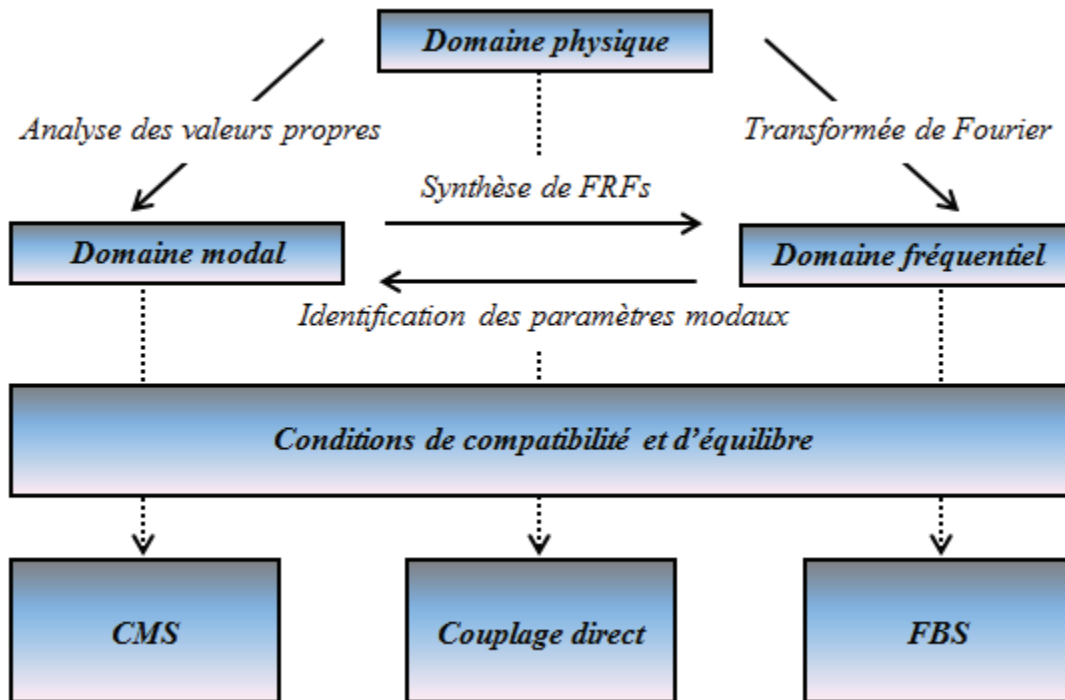 Domaine physique
Analyse des valeurs propres
Transformée de Fourier
Synthèse de FRFs
Domaine modal
Domaine fréquentiel
Identification des paramètres modaux
Conditions de compatibilité et d’équilibre
CMS
Couplage direct
FBS